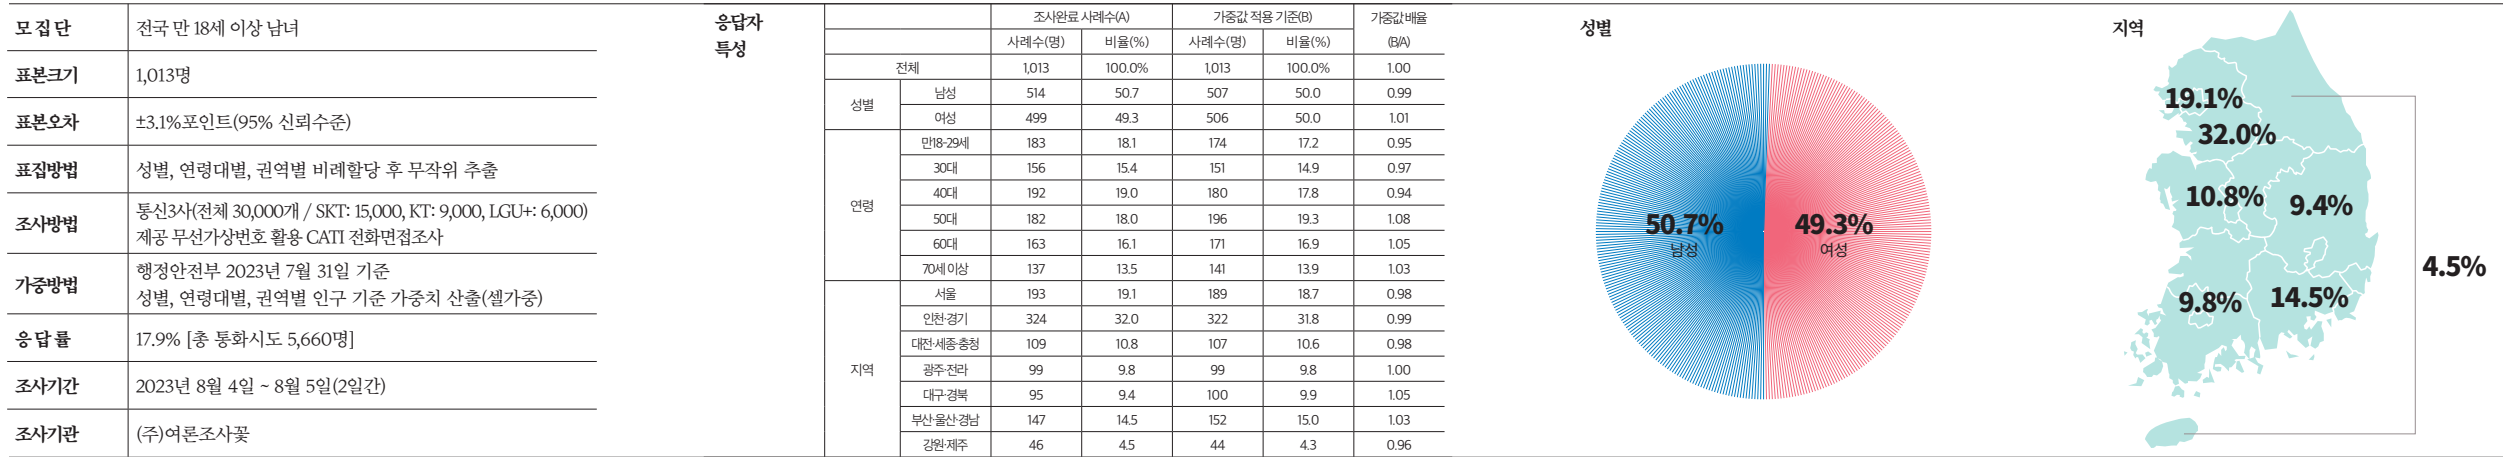 모집단 전국 만 18세 이상 남녀
표본크기 1,013명
표본오차 ±3.1%포인트(95% 신뢰수준)
표집방법 성별, 연령대별, 권역별 비례할당 후 무작위 추출
조사방법 통신3사(전체 30,000개 / SKT: 15,000, KT: 9,000, LGU+: 6,000)
제공 무선가상번호 활용 CATI 전화면접조사
가중방법 행정안전부 2023년 7월 31일 기준
성별, 연령대별, 권역별 인구 기준 가중치 산출(셀가중)
응답률 17.9% [총 통화시도 5,660명]
조사기간 2023년 8월 4일 ~ 8월 5일(2일간)
조사기관 (주)여론조사꽃
응답자
특성
조사완료 사례수(A) 가중값 적용 기준(B) 가중값 배율
사례수(명) 비율(%) 사례수(명) 비율(%) (B/A)
전체 1,013 100.0% 1,013 100.0% 1.00
성별
남성 514 50.7 507 50.0 0.99
여성 499 49.3 506 50.0 1.01
연령
만18-29세 183 18.1 174 17.2 0.95
30대 156 15.4 151 14.9 0.97
40대 192 19.0 180 17.8 0.94
50대 182 18.0 196 19.3 1.08
60대 163 16.1 171 16.9 1.05
70세 이상 137 13.5 141 13.9 1.03
지역
서울 193 19.1 189 18.7 0.98
인천·경기 324 32.0 322 31.8 0.99
대전·세종·충청 109 10.8 107 10.6 0.98
광주·전라 99 9.8 99 9.8 1.00
대구·경북 95 9.4 100 9.9 1.05
부산·울산·경남 147 14.5 152 15.0 1.03
강원·제주 46 4.5 44 4.3 0.96
성별
50.7%
남성
49.3%
여성
지역
19.1%
32.0%
10.8%
9.4%
4.5%
9.8%
14.5%